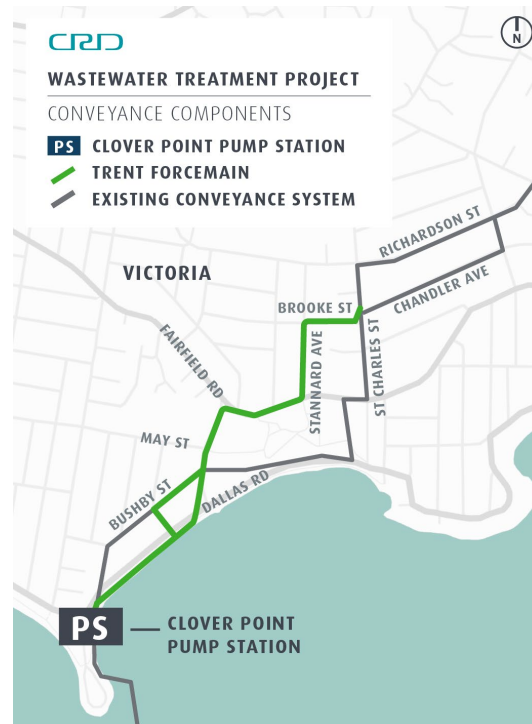 CRD
N
WASTEWATER TREATMENT PROJECT
CONVEYANCE COMPONENTS
PS CLOVER POINT PUMP STATION
TRENT FORCEMAIN
EXISTING CONVEYANCE SYSTEM
RICHARDSON ST
VICTORIA
CHANDLER AVE
BROOKE ST
FAIRFIELD RD
STANNARD AVE
ST CHARLES ST
MAY ST
BUSHBY ST
DALLAS RD
PS
CLOVER POINT
PUMP STATION